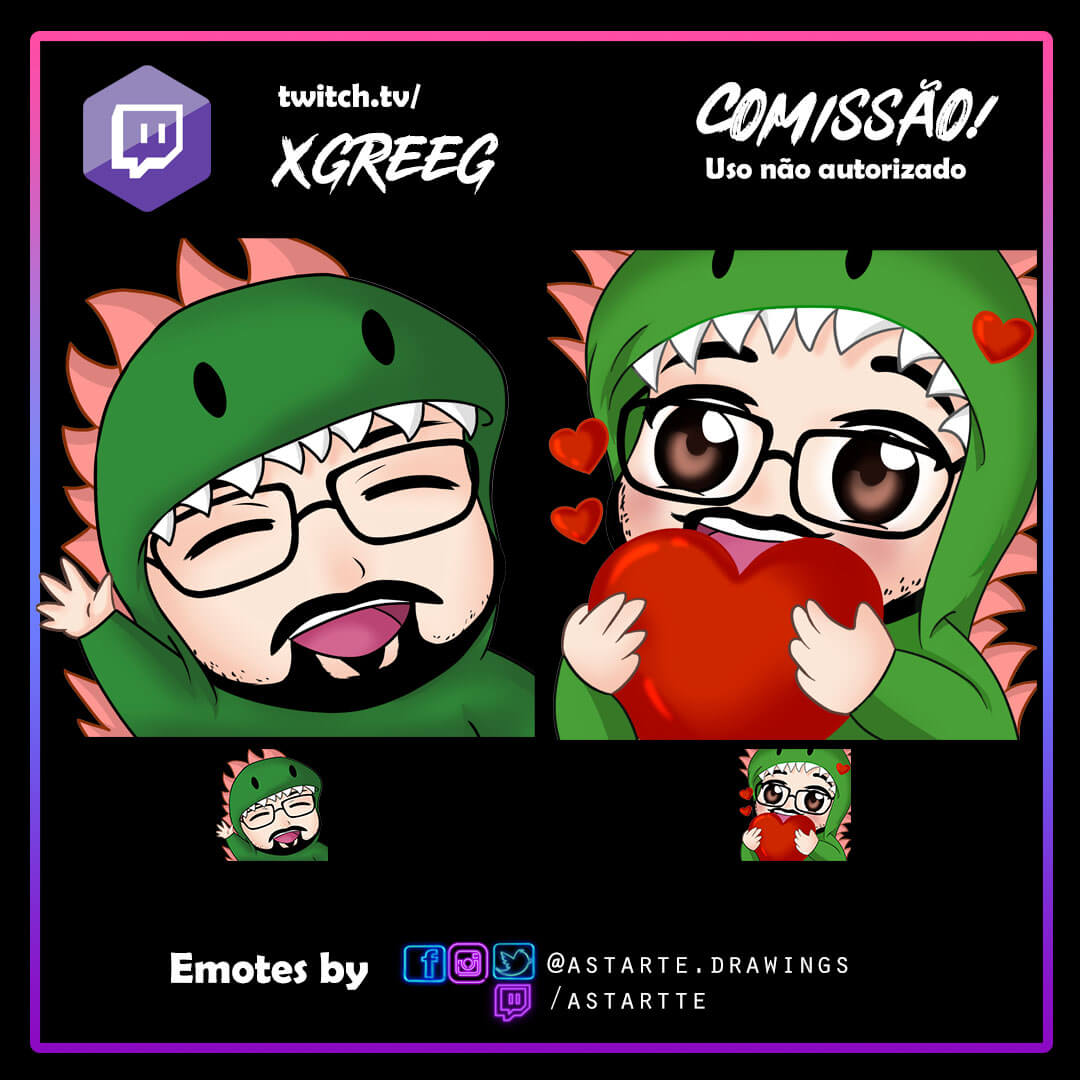 twitch.tv/
XGREEG
COMISSÃO!
Uso não autorizado
Emotes by
@ASTARTE.DRAWINGS
/ASTARTTE